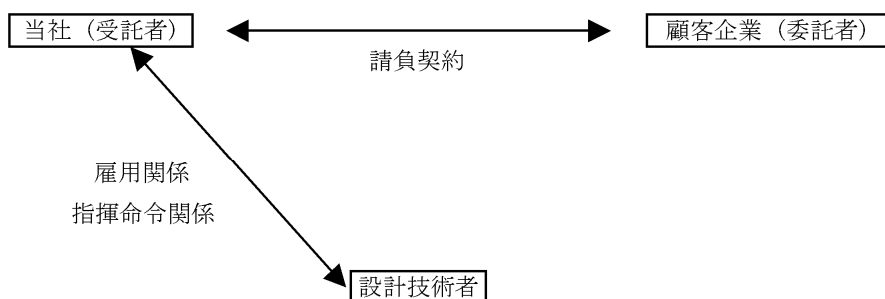 当社（受託者）
顧客企業（委託者）
請負契約
雇用関係
指揮命令関係
設計技術者